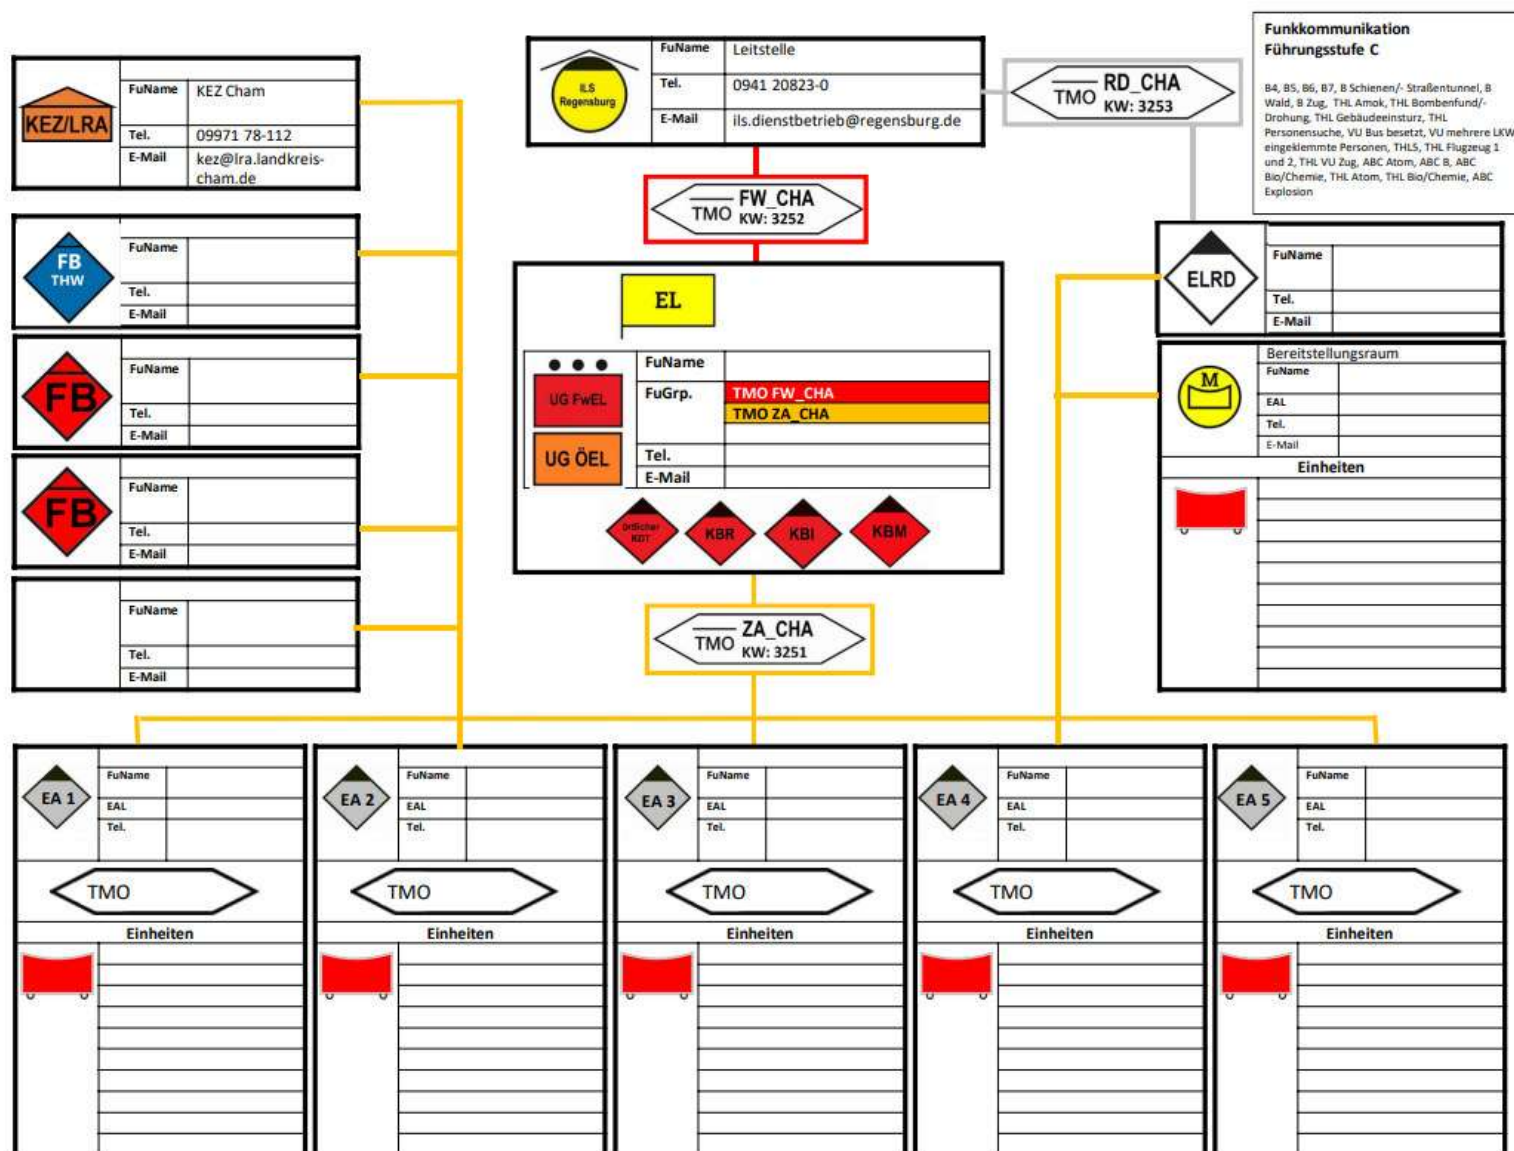 KEZ/LRA
FuName KEZ Cham
Tel. 09971 78-112
E-Mail kez@lra.landkreis-
cham.de
FB
THW
FuName
Tel.
E-Mail
FB
FuName
Tel.
E-Mail
FB
FuName
Tel.
E-Mail
FuName
Tel.
E-Mail
ILS
Regensburg
FuName Leitstelle
Tel. 0941 20823-0
E-Mail ils.dienstbetrieb@regensburg.de
TMO FW_CHA
KW: 3252
EL
UG FwEL
UG ÖEL
FuName
FuGrp. TMO FW_CHA
TMO ZA_CHA
Tel.
E-Mail
Örtlicher
KDT
KBR
KBI
KBM
TMO ZA_CHA
KW: 3251
TMO RD_CHA
KW: 3253
Funkkommunikation
Führungsstufe C
B4, B5, B6, B7, B Schienen/- Straßentunnel, B
Wald, B Zug, THL Amok, THL Bombenfund/-
Drohung, THL Gebäudeeinsturz, THL
Personensuche, VU Bus besetzt, VU mehrere LKW
eingeklemmte Personen, THL5, THL Flugzeug 1
und 2, THL VU Zug, ABC Atom, ABC B, ABC
Bio/Chemie, THL Atom, THL Bio/Chemie, ABC
Explosion
ELRD
FuName
Tel.
E-Mail
M
Bereitstellungsraum
FuName
EAL
Tel.
E-Mail
Einheiten
EA 1
FuName
EAL
Tel.
TMO
Einheiten
EA 2
FuName
EAL
Tel.
TMO
Einheiten
EA 3
FuName
EAL
Tel.
TMO
Einheiten
EA 4
FuName
EAL
Tel.
TMO
Einheiten
EA 5
FuName
EAL
Tel.
TMO
Einheiten